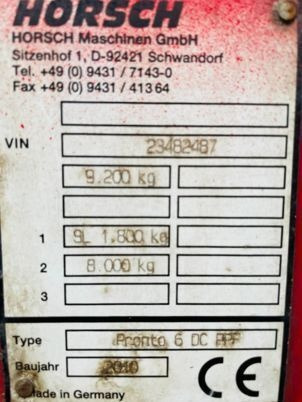 HORSCH
HORSCH Maschinen GmbH
Sitzenhof 1, D-92421 Schwandorf
Tel. +49 (0) 9431 / 7143-0
Fax +49 (0) 9431 / 41364
VIN 23482487
9.200 kg
1 SL 1.800 kg
2 8.000 kg
3
Type Pronto 6 DC PPF
Baujahr 2010
CE
Made in Germany